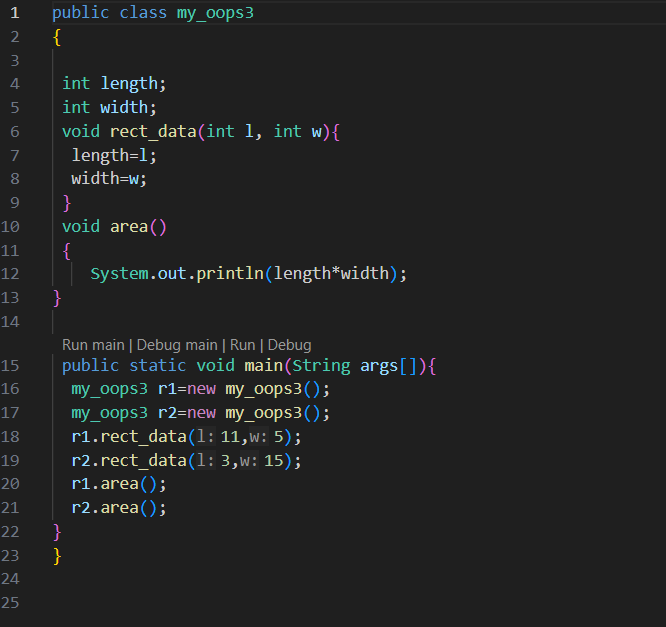 1 public class my_oops3
2 {
3
4 int length;
5 int width;
6 void rect_data(int l, int w){
7 length=l;
8 width=w;
9 }
10 void area()
11 {
12 System.out.println(length*width);
13 }
14
Run main | Debug main | Run | Debug
15 public static void main(String args[]){
16 my_oops3 r1=new my_oops3();
17 my_oops3 r2=new my_oops3();
18 r1.rect_data(l: 11,w: 5);
19 r2.rect_data(l: 3,w: 15);
20 r1.area();
21 r2.area();
22 }
23 }
24
25